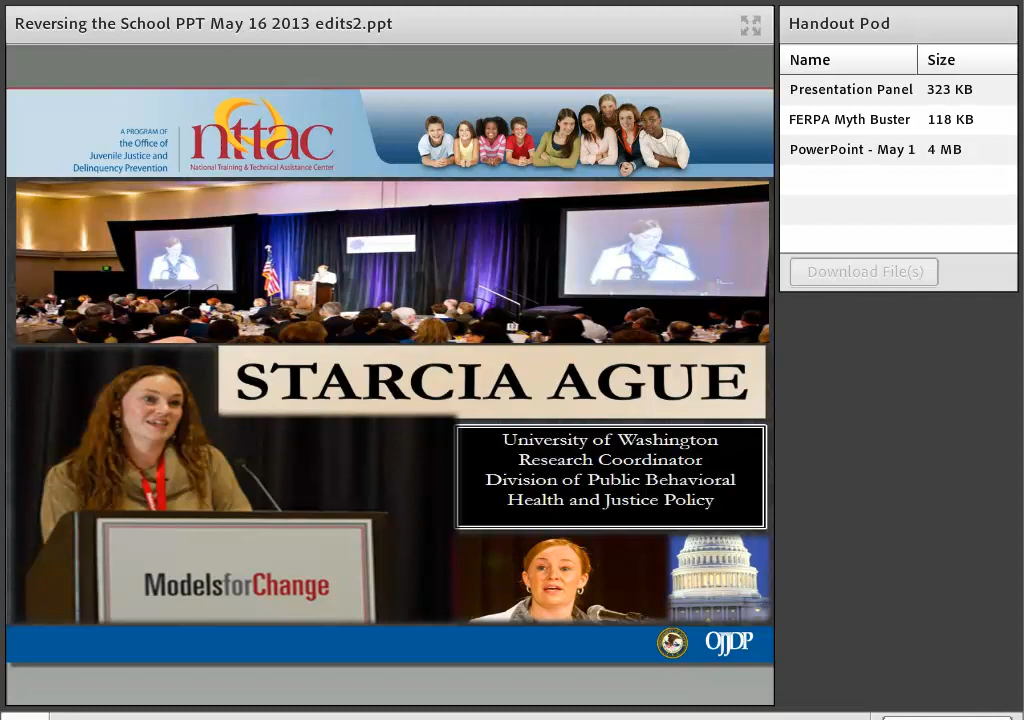 Reversing the School PPT May 16 2013 edits2.ppt
A PROGRAM OF
the Office of
Juvenile Justice and
Delinquency Prevention
nttac
National Training & Technical Assistance Center
STARCIA AGUE
University of Washington
Research Coordinator
Division of Public Behavioral
Health and Justice Policy
ModelsforChange
OJJDP
Handout Pod
Name Size
Presentation Panel 323 KB
FERPA Myth Buster 118 KB
PowerPoint - May 1 4 MB
Download File(s)